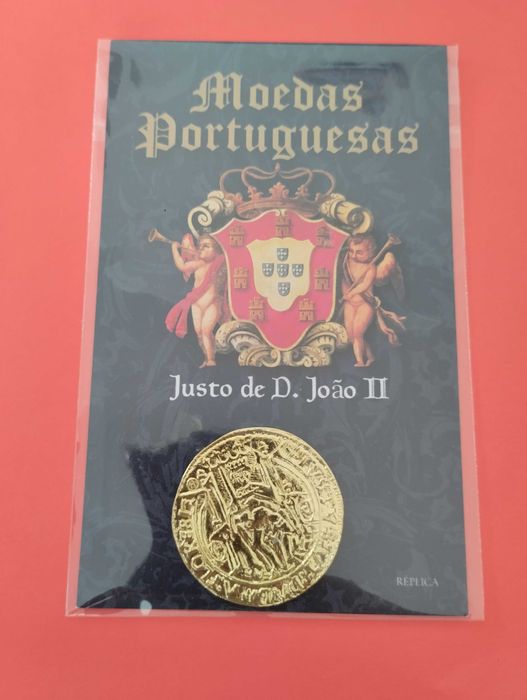 Moedas
Portuguesas
Justo de D. João II
RÉPLICA